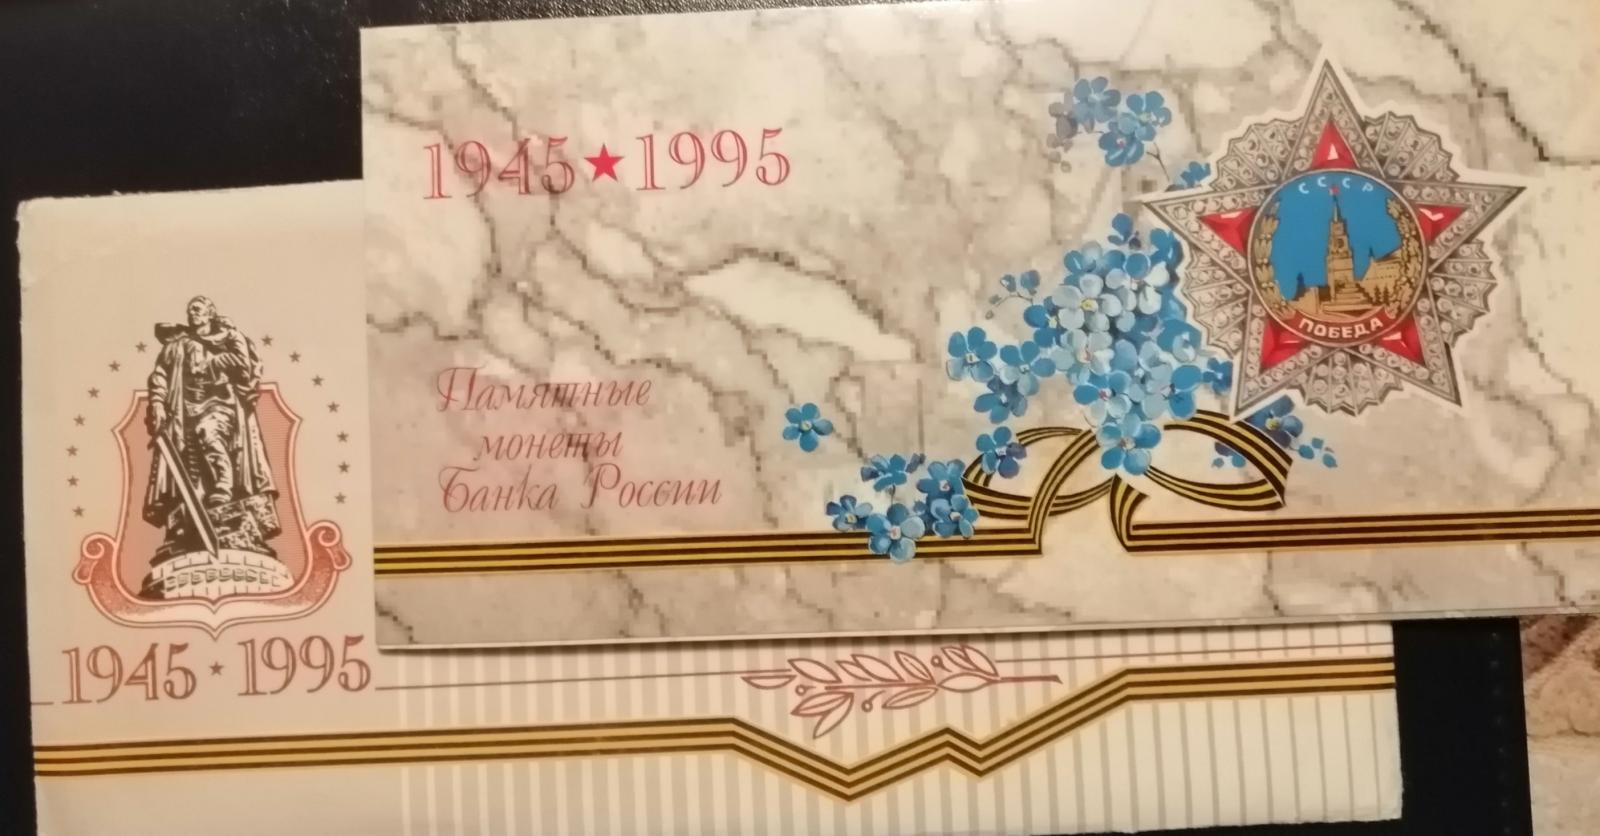 1945★1995
Памятные
монеты
Банка России
СССР
ПОБЕДА
1945★1995